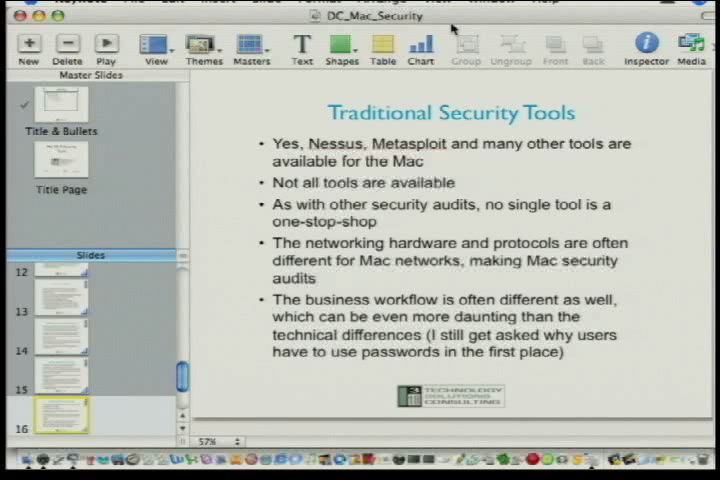 DC_Mac_Security
New Delete Play View Themes Masters Text Shapes Table Chart Group Ungroup Front Back Inspector Media
Master Slides
Title & Bullets
Title Page
Slides
12
13
14
15
16
Traditional Security Tools
• Yes, Nessus, Metasploit and many other tools are
available for the Mac
• Not all tools are available
• As with other security audits, no single tool is a
one-stop-shop
• The networking hardware and protocols are often
different for Mac networks, making Mac security
audits
• The business workflow is often different as well,
which can be even more daunting than the
technical differences (I still get asked why users
have to use passwords in the first place)
TECHNOLOGY
SOLUTIONS
CONSULTING
57%